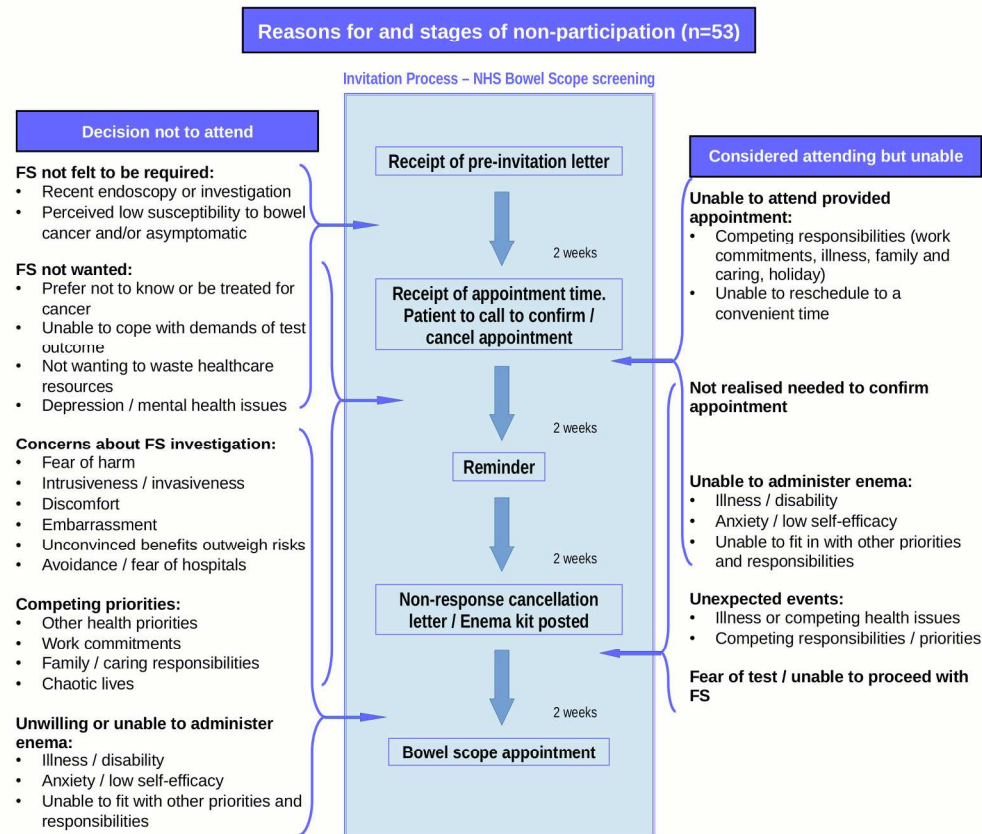 Reasons for and stages of non-participation (n=53)
Invitation Process – NHS Bowel Scope screening
Decision not to attend
FS not felt to be required:
• Recent endoscopy or investigation
• Perceived low susceptibility to bowel
cancer and/or asymptomatic
FS not wanted:
• Prefer not to know or be treated for
cancer
• Unable to cope with demands of test
outcome
• Not wanting to waste healthcare
resources
• Depression / mental health issues
Concerns about FS investigation:
• Fear of harm
• Intrusiveness / invasiveness
• Discomfort
• Embarrassment
• Unconvinced benefits outweigh risks
• Avoidance / fear of hospitals
Competing priorities:
• Other health priorities
• Work commitments
• Family / caring responsibilities
• Chaotic lives
Unwilling or unable to administer
enema:
• Illness / disability
• Anxiety / low self-efficacy
• Unable to fit with other priorities and
responsibilities
Receipt of pre-invitation letter
2 weeks
Receipt of appointment time.
Patient to call to confirm /
cancel appointment
2 weeks
Reminder
2 weeks
Non-response cancellation
letter / Enema kit posted
2 weeks
Bowel scope appointment
Considered attending but unable
Unable to attend provided
appointment:
• Competing responsibilities (work
commitments, illness, family and
caring, holiday)
• Unable to reschedule to a
convenient time
Not realised needed to confirm
appointment
Unable to administer enema:
• Illness / disability
• Anxiety / low self-efficacy
• Unable to fit in with other priorities
and responsibilities
Unexpected events:
• Illness or competing health issues
• Competing responsibilities / priorities
Fear of test / unable to proceed with
FS